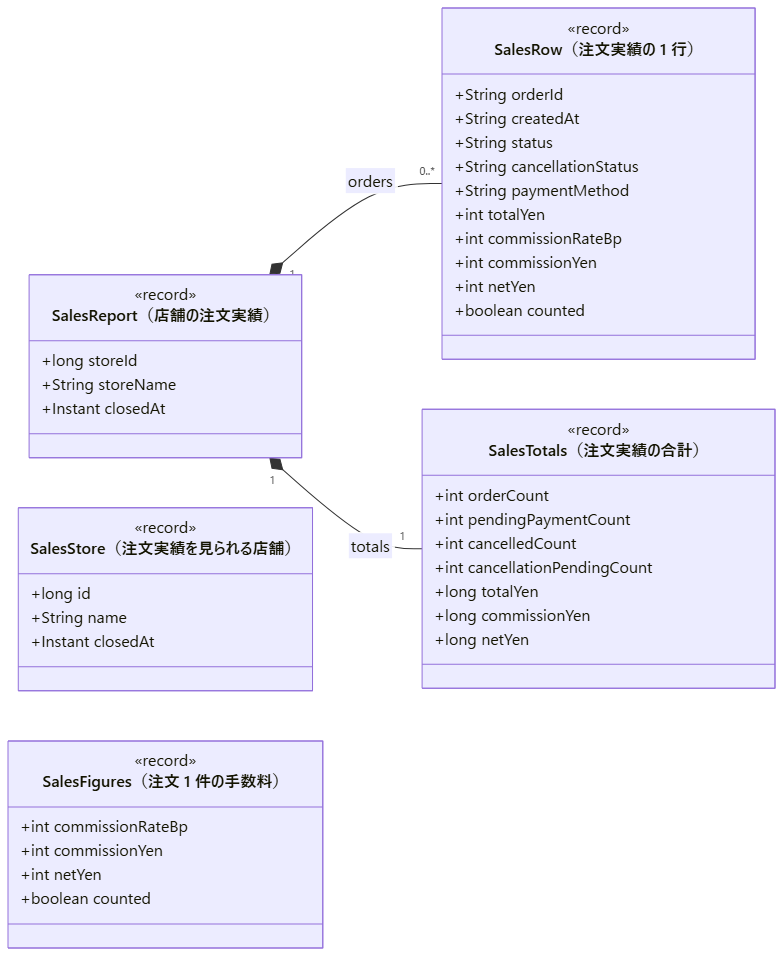 «record»
SalesRow（注文実績の１行）
+String orderId
+String createdAt
+String status
+String cancellationStatus
+String paymentMethod
+int totalYen
+int commissionRateBp
+int commissionYen
+int netYen
+boolean counted
orders
0..*
1
«record»
SalesReport（店舗の注文実績）
+long storeId
+String storeName
+Instant closedAt
1
totals
1
«record»
SalesTotals（注文実績の合計）
+int orderCount
+int pendingPaymentCount
+int cancelledCount
+int cancellationPendingCount
+long totalYen
+long commissionYen
+long netYen
«record»
SalesStore（注文実績を見られる店舗）
+long id
+String name
+Instant closedAt
«record»
SalesFigures（注文１件の手数料）
+int commissionRateBp
+int commissionYen
+int netYen
+boolean counted